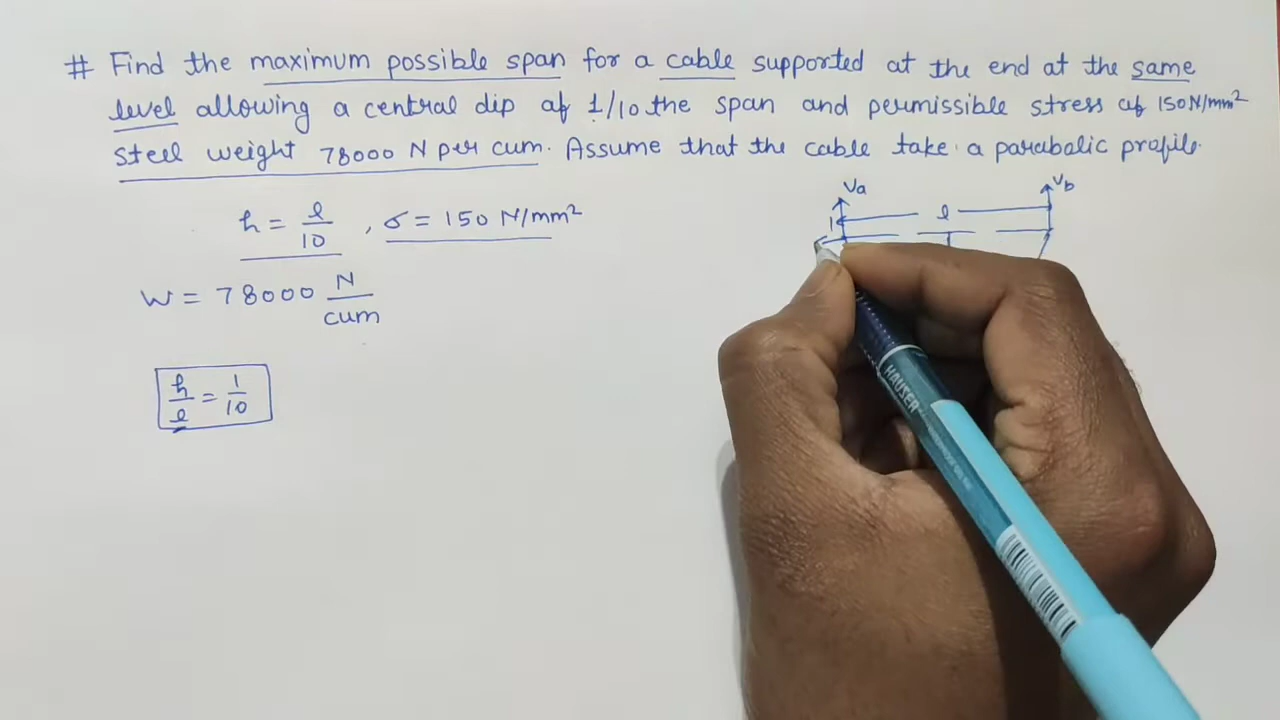 # Find the maximum possible span for a cable supported at the end at the same
level allowing a central dip of 1/10 the span and permissible stress of 150 N/mm²
steel weight 78000 N per cum. Assume that the cable take a parabolic profile.
h = l/10 , σ = 150 N/mm²
W = 78000 N/cum
h/l = 1/10
Va
Vb
l
HAUSER